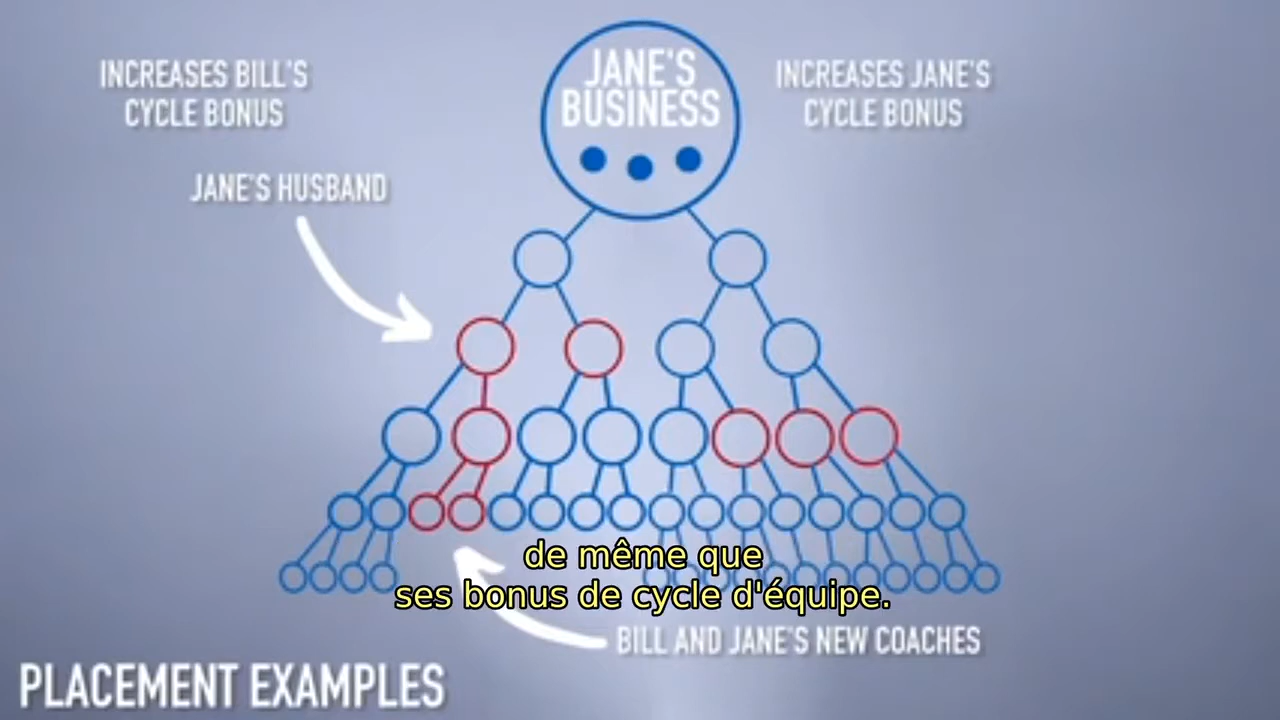 INCREASES BILL'S
CYCLE BONUS
JANE'S
BUSINESS
INCREASES JANE'S
CYCLE BONUS
JANE'S HUSBAND
de même que
ses bonus de cycle d'équipe.
BILL AND JANE'S NEW COACHES
PLACEMENT EXAMPLES